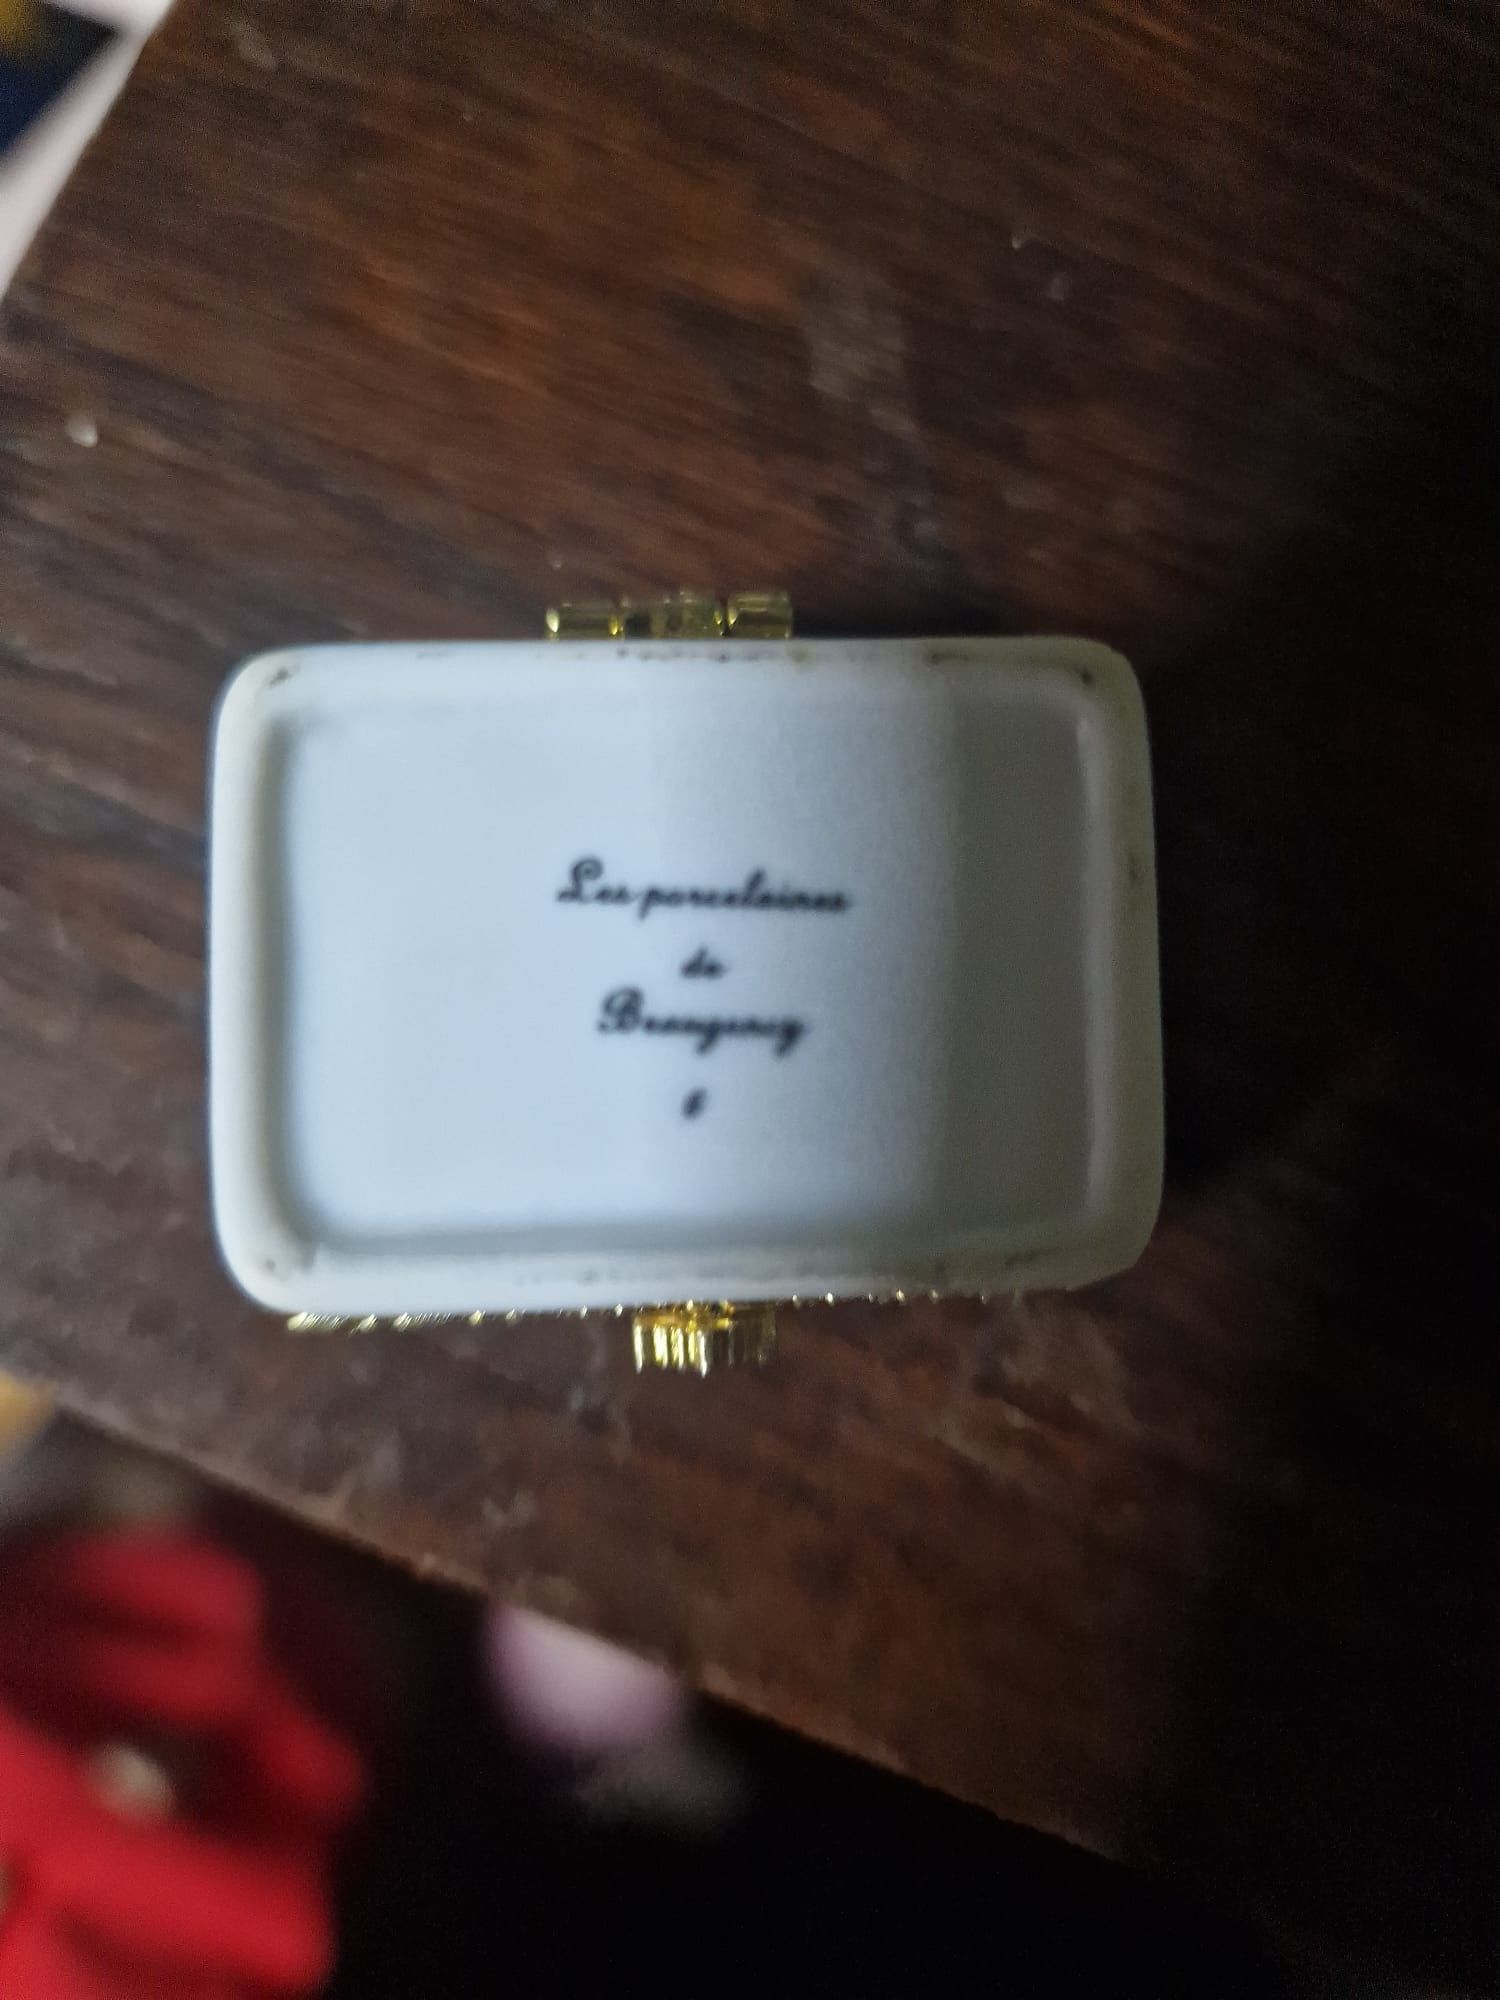 Les porcelaines
de
Beaugency